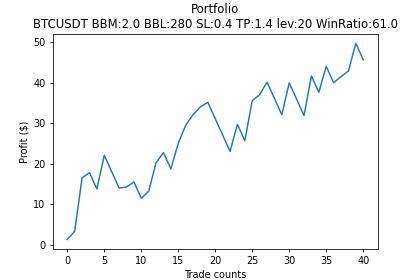 Portfolio
BTCUSDT BBM:2.0 BBL:280 SL:0.4 TP:1.4 lev:20 WinRatio:61.0
50
40
30
20
10
0
Profit ($)
0 5 10 15 20 25 30 35 40
Trade counts